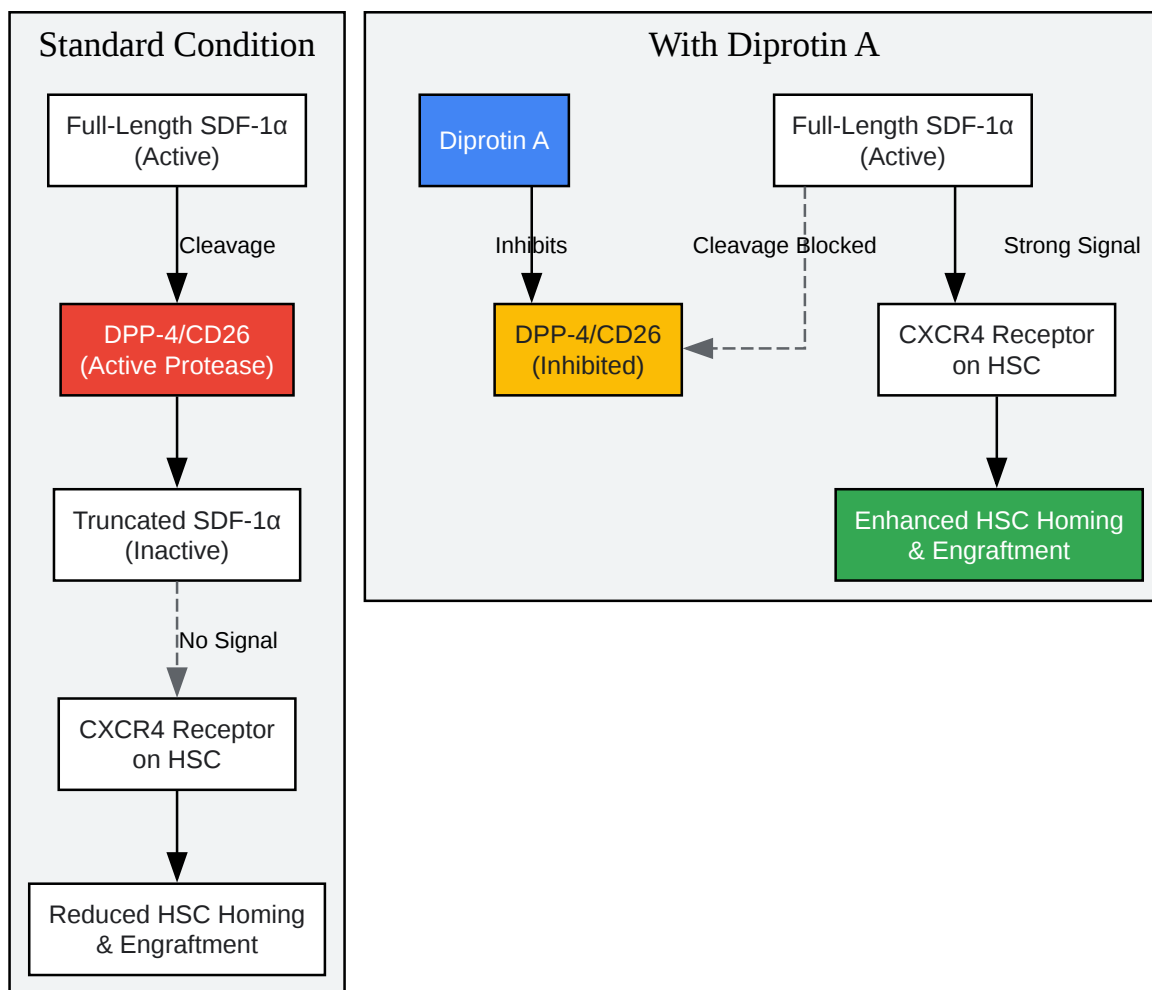 Standard Condition
Full-Length SDF-1α
(Active)
Cleavage
DPP-4/CD26
(Active Protease)
Truncated SDF-1α
(Inactive)
No Signal
CXCR4 Receptor
on HSC
Reduced HSC Homing
& Engraftment
With Diprotin A
Diprotin A
Full-Length SDF-1α
(Active)
Inhibits
Cleavage Blocked
Strong Signal
DPP-4/CD26
(Inhibited)
CXCR4 Receptor
on HSC
Enhanced HSC Homing
& Engraftment